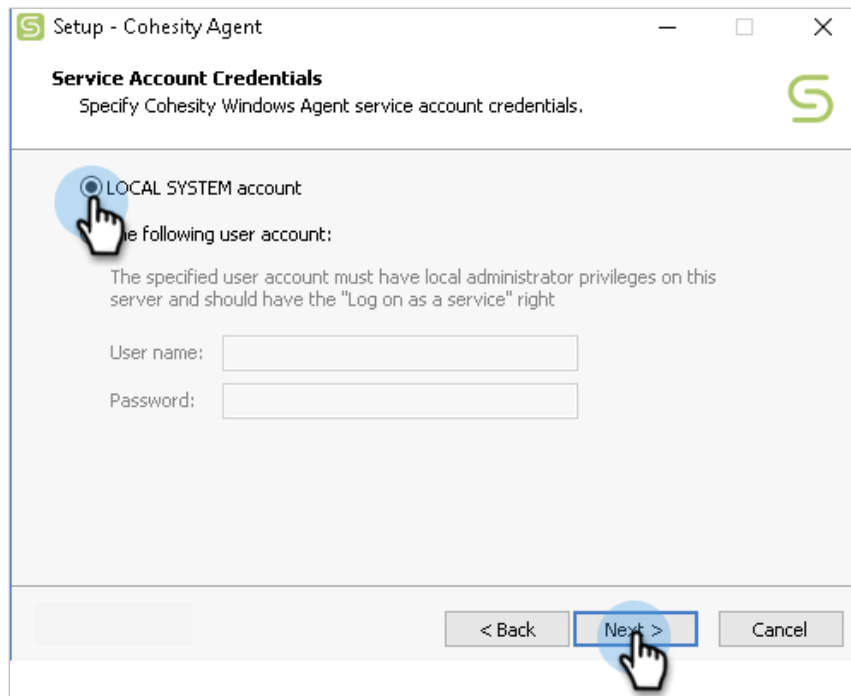 Setup - Cohesity Agent
Service Account Credentials
Specify Cohesity Windows Agent service account credentials.
LOCAL SYSTEM account
following user account:
The specified user account must have local administrator privileges on this
server and should have the "Log on as a service" right
User name:
Password:
< Back
Next >
Cancel